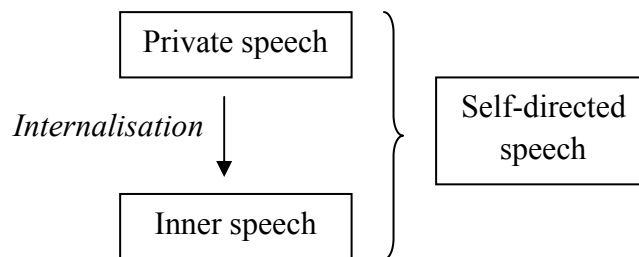 Private speech
Internalisation
Self-directed
speech
Inner speech